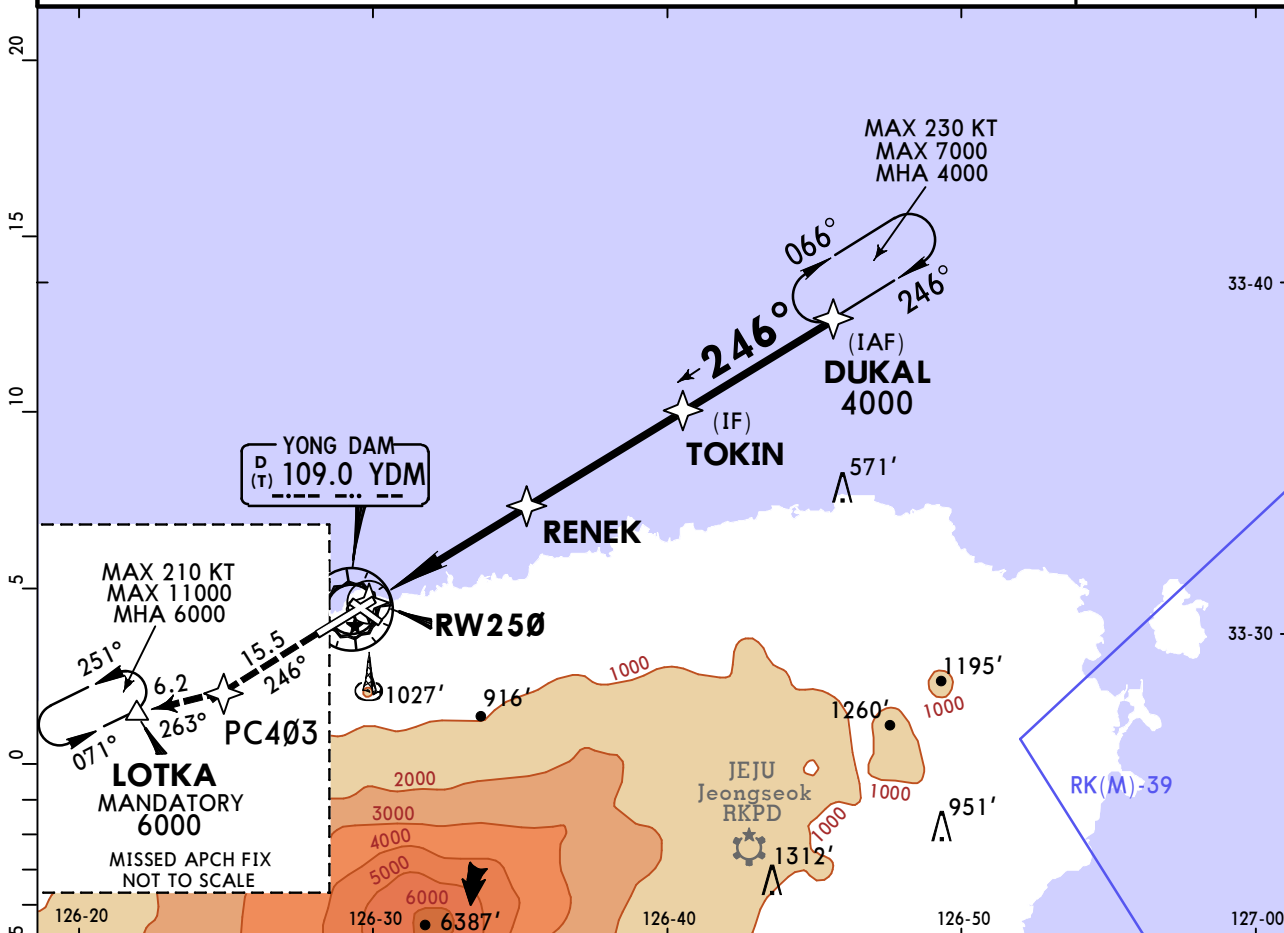 20
15
10
5
0
5
MAX 230 KT
MAX 7000
MHA 4000
066°
246°
33-40
246°
(IAF)
DUKAL
4000
(IF)
TOKIN
YONG DAM
D
(T) 109.0 YDM
571'
RENEK
MAX 210 KT
MAX 11000
MHA 6000
RW25Ø
33-30
251°
15.5
246°
6.2
263°
071°
PC4Ø3
LOTKA
MANDATORY
6000
MISSED APCH FIX
NOT TO SCALE
1027'
916'
1000
1195'
1000
1260'
1000
2000
3000
4000
5000
6000
6387'
JEJU
Jeongseok
RKPD
1000
1312'
951'
RK(M)-39
126-20
126-30
126-40
126-50
127-00